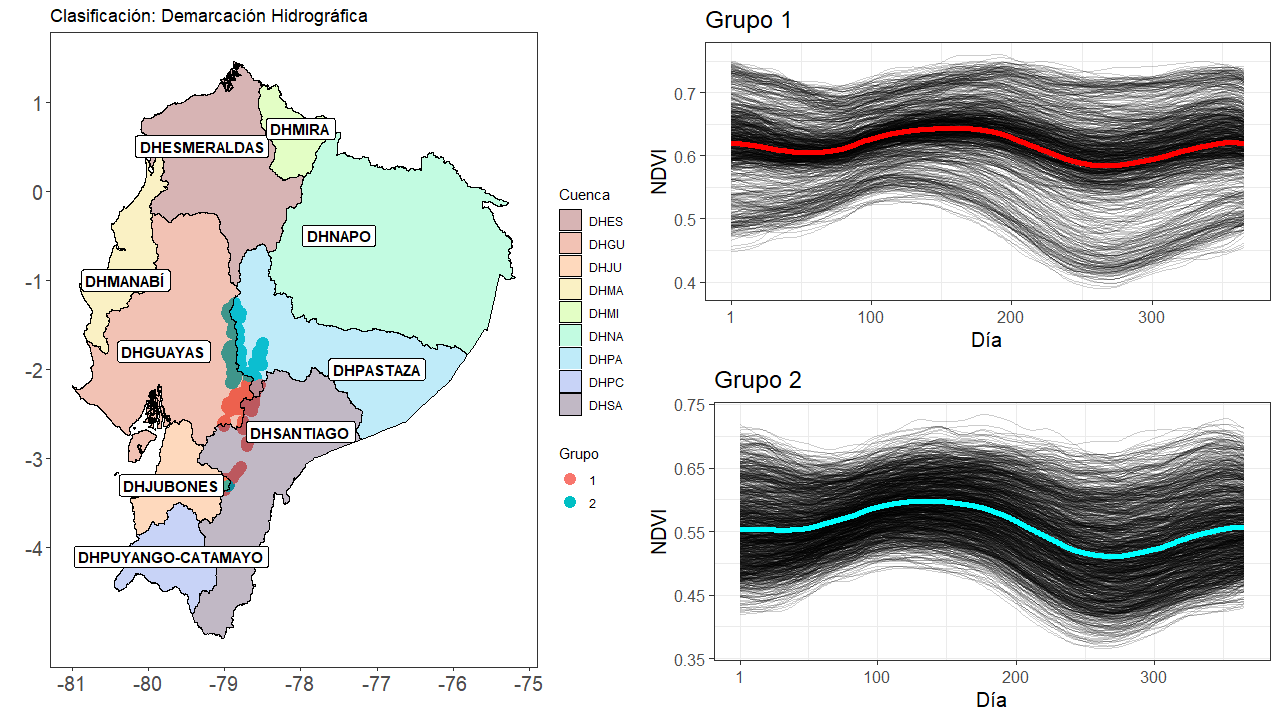 Clasificación: Demarcación Hidrográfica
1
0
-1
-2
-3
-4
-81
-80
-79
-78
-77
-76
-75
DHMIRA
DHESMERALDAS
DHNAPO
DHMANABÍ
DHGUAYAS
DHPASTAZA
DHSANTIAGO
DHJUBONES
DHPUYANGO-CATAMAYO
Cuenca
DHES
DHGU
DHJU
DHMA
DHMI
DHNA
DHPA
DHPC
DHSA
Grupo
1
2
Grupo 1
NDVI
0.7
0.6
0.5
0.4
1
100
200
300
Día
Grupo 2
NDVI
0.75
0.65
0.55
0.45
0.35
1
100
200
300
Día